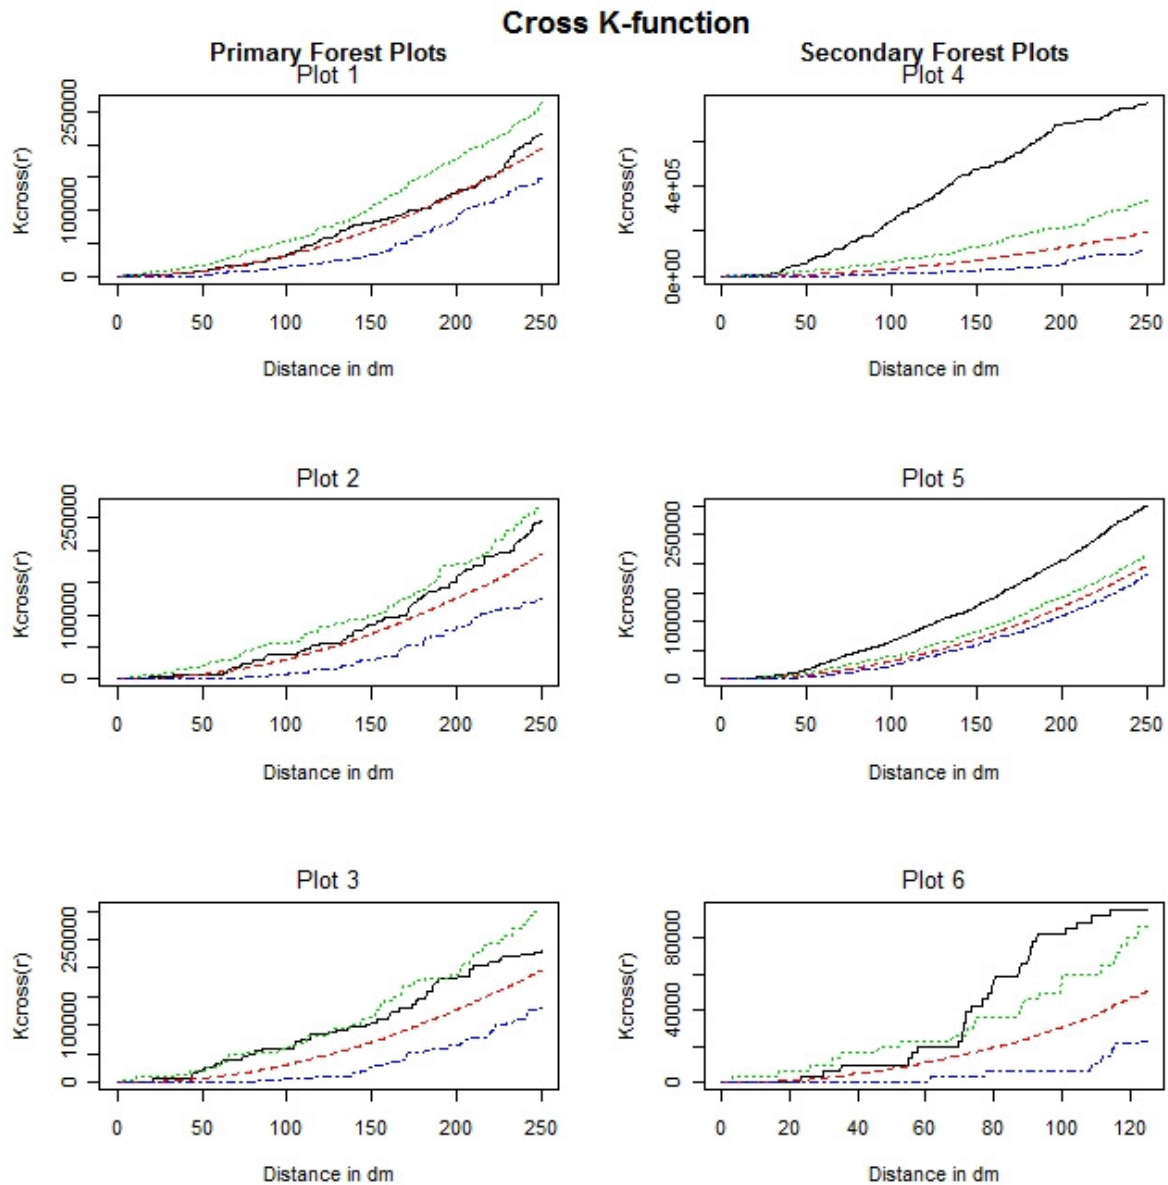 Cross K-function
Primary Forest Plots
Plot 1
Kcross(r)
0 100000 250000
0 50 100 150 200 250
Distance in dm
Secondary Forest Plots
Plot 4
Kcross(r)
0e+00 4e+05
0 50 100 150 200 250
Distance in dm
Plot 2
Kcross(r)
0 100000 250000
0 50 100 150 200 250
Distance in dm
Plot 5
Kcross(r)
0 100000 250000
0 50 100 150 200 250
Distance in dm
Plot 3
Kcross(r)
0 100000 250000
0 50 100 150 200 250
Distance in dm
Plot 6
Kcross(r)
0 40000 80000
0 20 40 60 80 100 120
Distance in dm